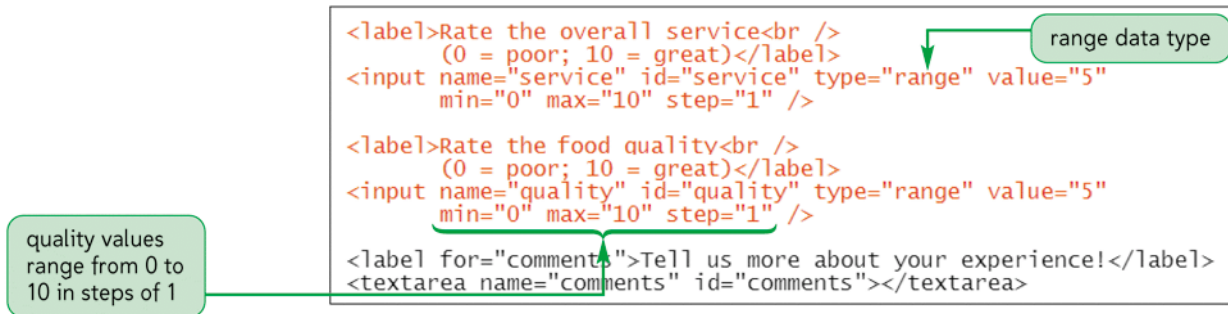 <label>Rate the overall service<br />
(0 = poor; 10 = great)</label>
<input name="service" id="service" type="range" value="5"
min="0" max="10" step="1" />
range data type
<label>Rate the food quality<br />
(0 = poor; 10 = great)</label>
<input name="quality" id="quality" type="range" value="5"
min="0" max="10" step="1" />
quality values
range from 0 to
10 in steps of 1
<label for="comments">Tell us more about your experience!</label>
<textarea name="comments" id="comments"></textarea>